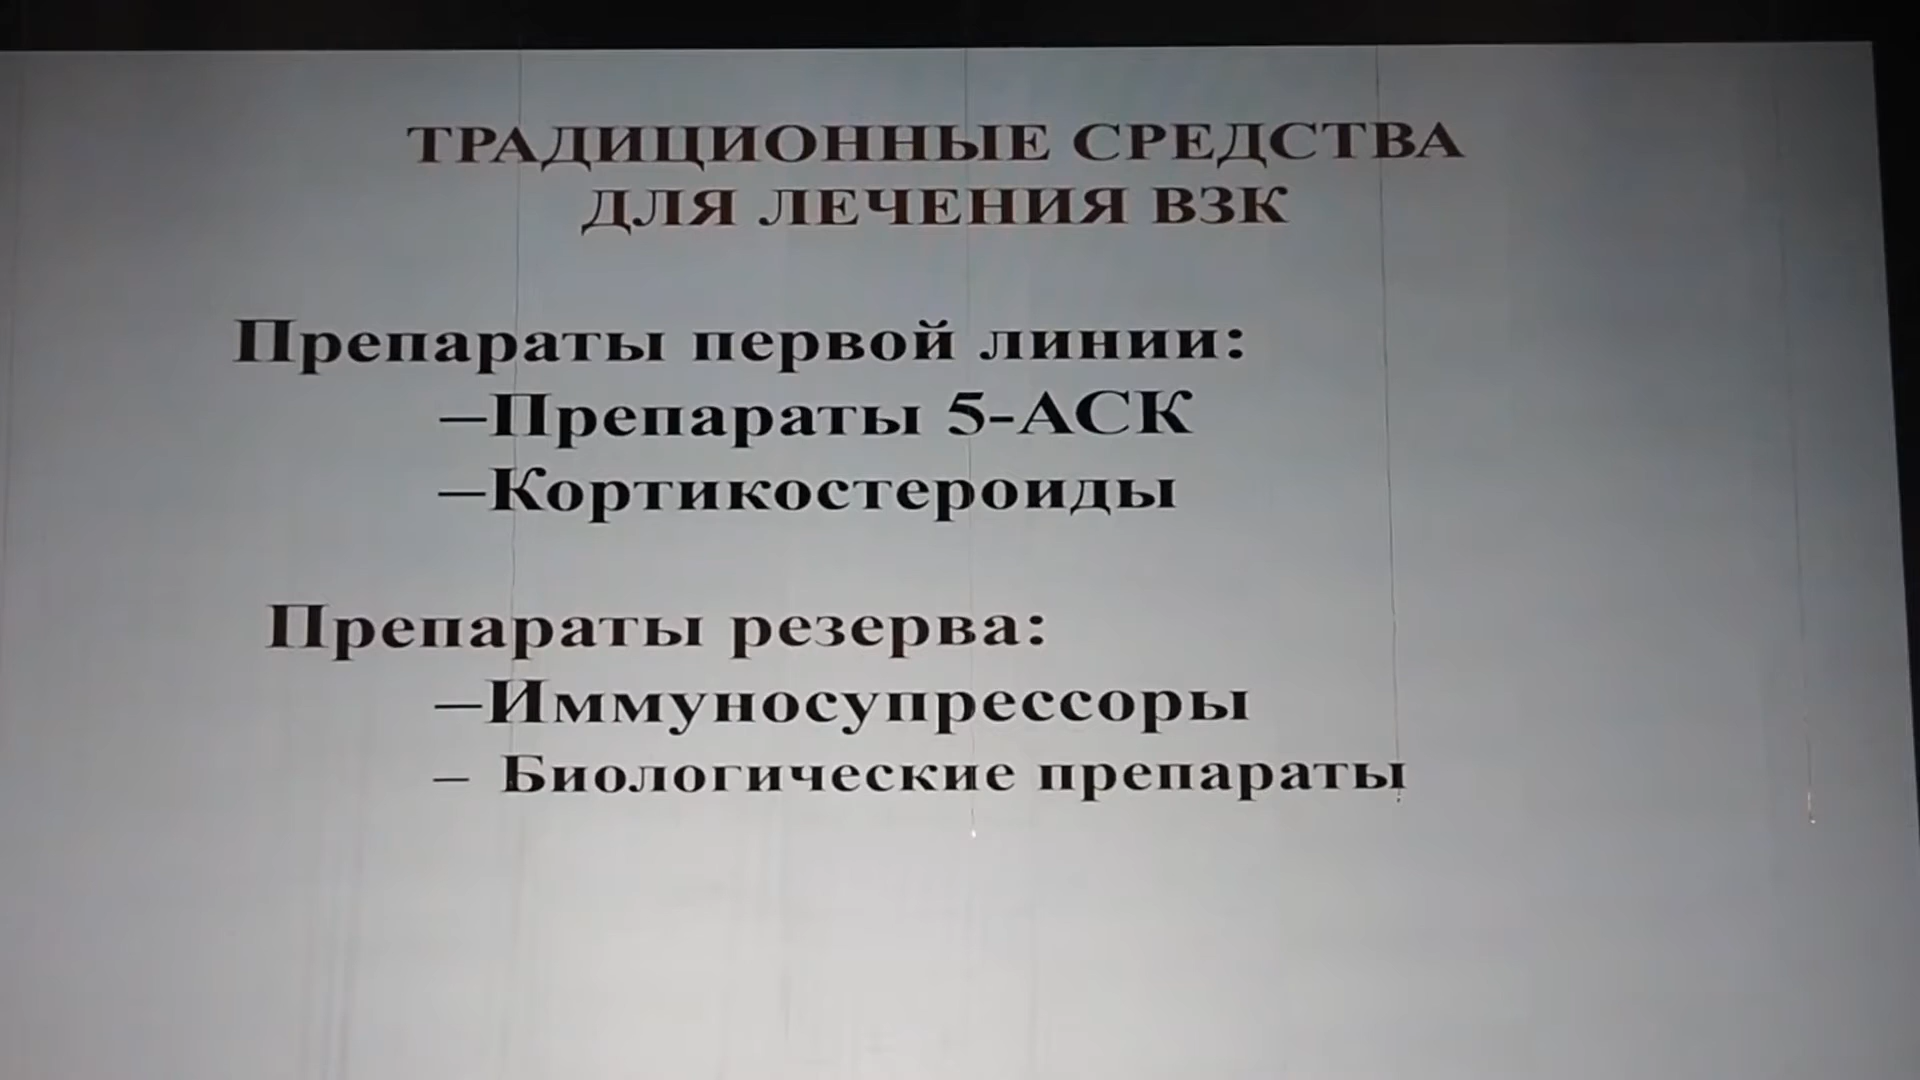 ТРАДИЦИОННЫЕ СРЕДСТВА
ДЛЯ ЛЕЧЕНИЯ ВЗК
Препараты первой линии:
–Препараты 5-АСК
–Кортикостероиды
Препараты резерва:
–Иммуносупрессоры
– Биологические препараты